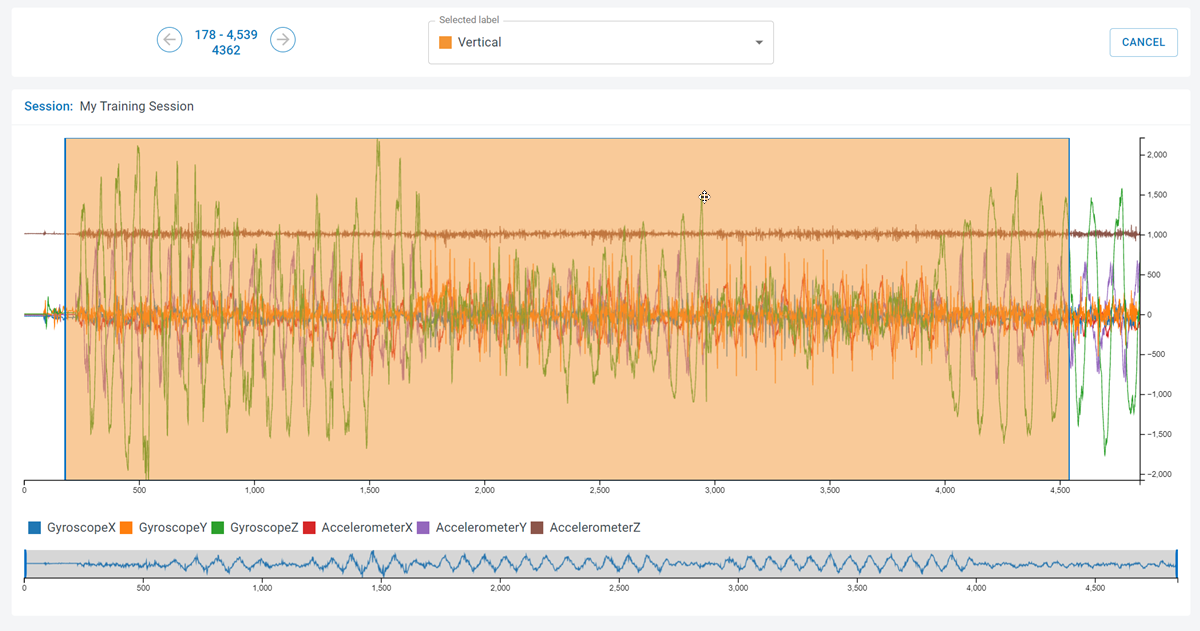 Selected label
178 - 4,539
4362
Vertical
CANCEL
Session: My Training Session
2,000
1,500
1,000
500
0
−500
−1,000
−1,500
−2,000
0 500 1,000 1,500 2,000 2,500 3,000 3,500 4,000 4,500
GyroscopeX GyroscopeY GyroscopeZ AccelerometerX AccelerometerY AccelerometerZ
0 500 1,000 1,500 2,000 2,500 3,000 3,500 4,000 4,500